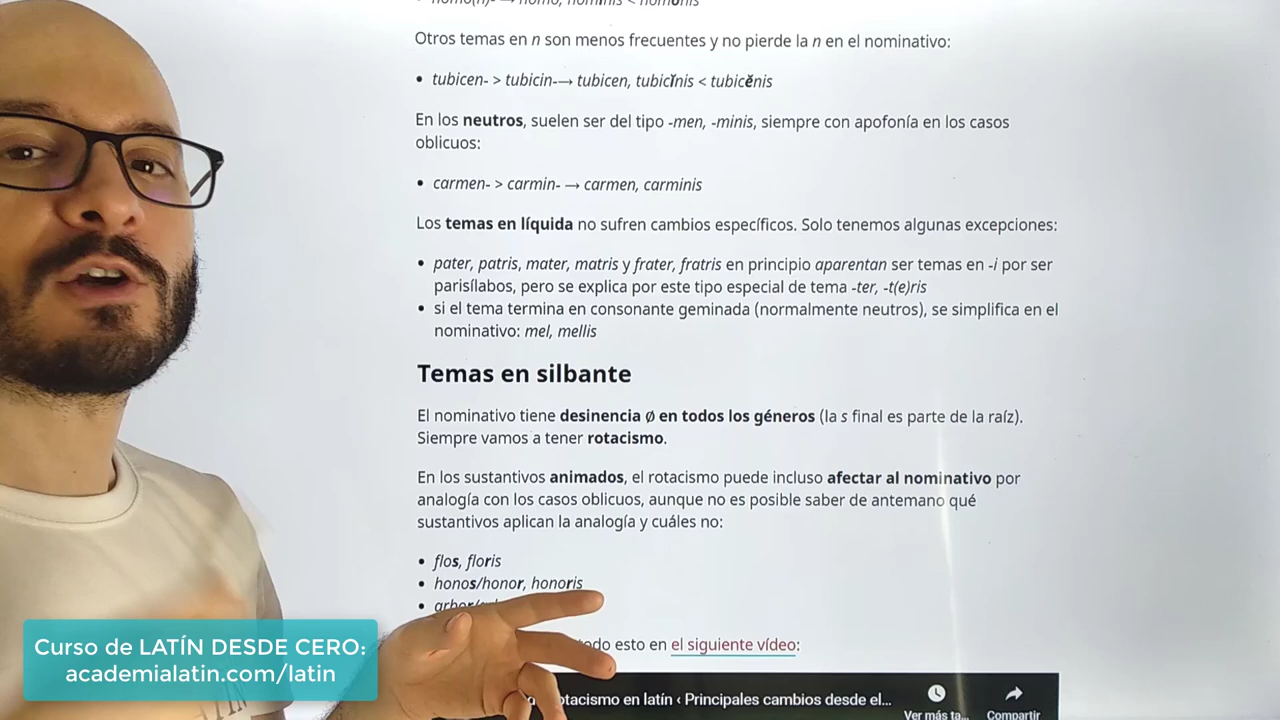 Otros temas en n son menos frecuentes y no pierde la n en el nominativo:
• tubicen- > tubicin-→ tubicen, tubicĭnis < tubicĕnis
En los neutros, suelen ser del tipo -men, -minis, siempre con apofonía en los casos
oblicuos:
• carmen- > carmin- → carmen, carminis
Los temas en líquida no sufren cambios específicos. Solo tenemos algunas excepciones:
• pater, patris, mater, matris y frater, fratris en principio aparentan ser temas en -i por ser
parisílabos, pero se explica por este tipo especial de tema -ter, -t(e)ris
• si el tema termina en consonante geminada (normalmente neutros), se simplifica en el
nominativo: mel, mellis
Temas en silbante
El nominativo tiene desinencia ø en todos los géneros (la s final es parte de la raíz).
Siempre vamos a tener rotacismo.
En los sustantivos animados, el rotacismo puede incluso afectar al nominativo por
analogía con los casos oblicuos, aunque no es posible saber de antemano qué
sustantivos aplican la analogía y cuáles no:
• flos, floris
• honos/honor, honoris
esto en el siguiente vídeo:
en latín ‹ Principales cambios desde el...
Ver más ta...
Compartir
Curso de LATÍN DESDE CERO:
academialatin.com/latin